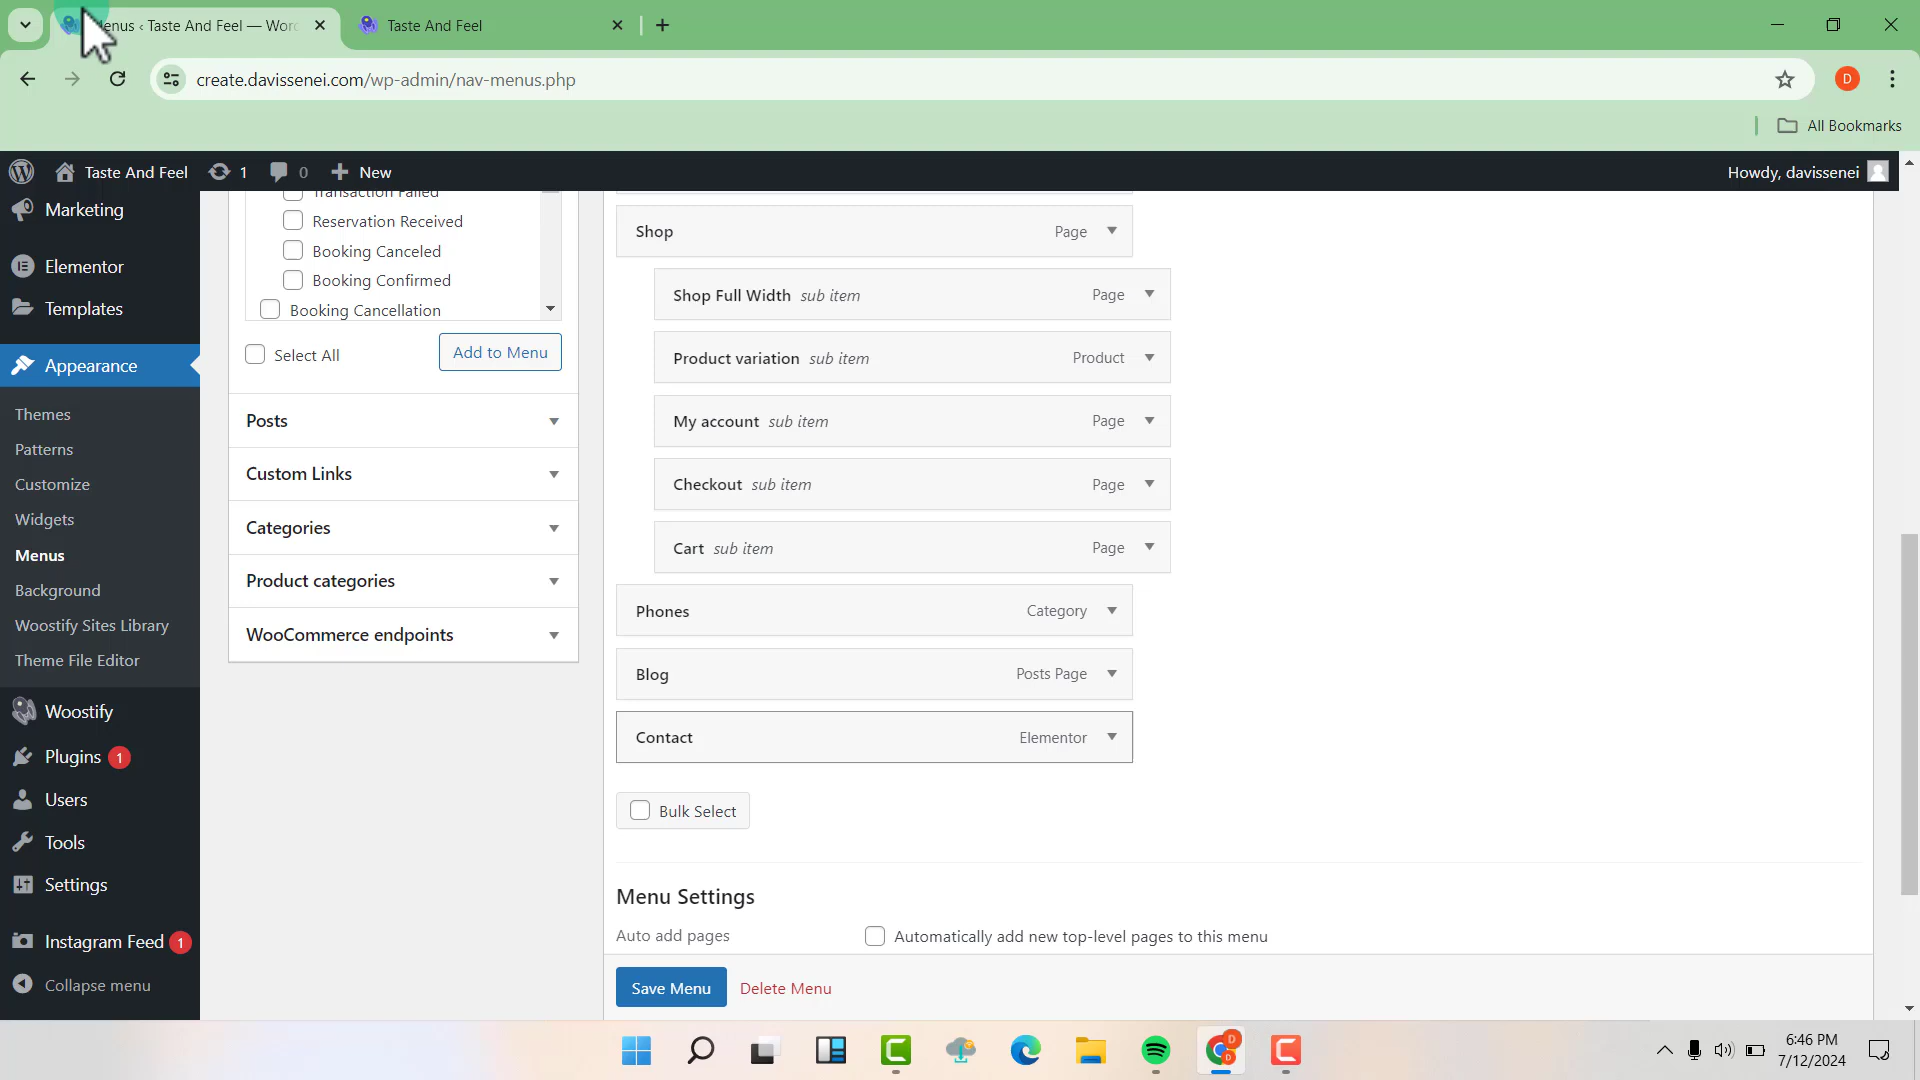 enus ‹ Taste And Feel — Wor
Taste And Feel
create.davissenei.com/wp-admin/nav-menus.php
D
All Bookmarks
Taste And Feel
1
0
New
Howdy, davissenei
Marketing
Elementor
Templates
Appearance
Themes
Patterns
Customize
Widgets
Menus
Background
Woostify Sites Library
Theme File Editor
Woostify
Plugins 1
Users
Tools
Settings
Instagram Feed 1
Collapse menu
Transaction Failed
Reservation Received
Booking Canceled
Booking Confirmed
Booking Cancellation
Select All
Add to Menu
Posts
Custom Links
Categories
Product categories
WooCommerce endpoints
Shop Page
Shop Full Width sub item Page
Product variation sub item Product
My account sub item Page
Checkout sub item Page
Cart sub item Page
Phones Category
Blog Posts Page
Contact Elementor
Bulk Select
Menu Settings
Auto add pages
Automatically add new top-level pages to this menu
Save Menu
Delete Menu
6:46 PM
7/12/2024